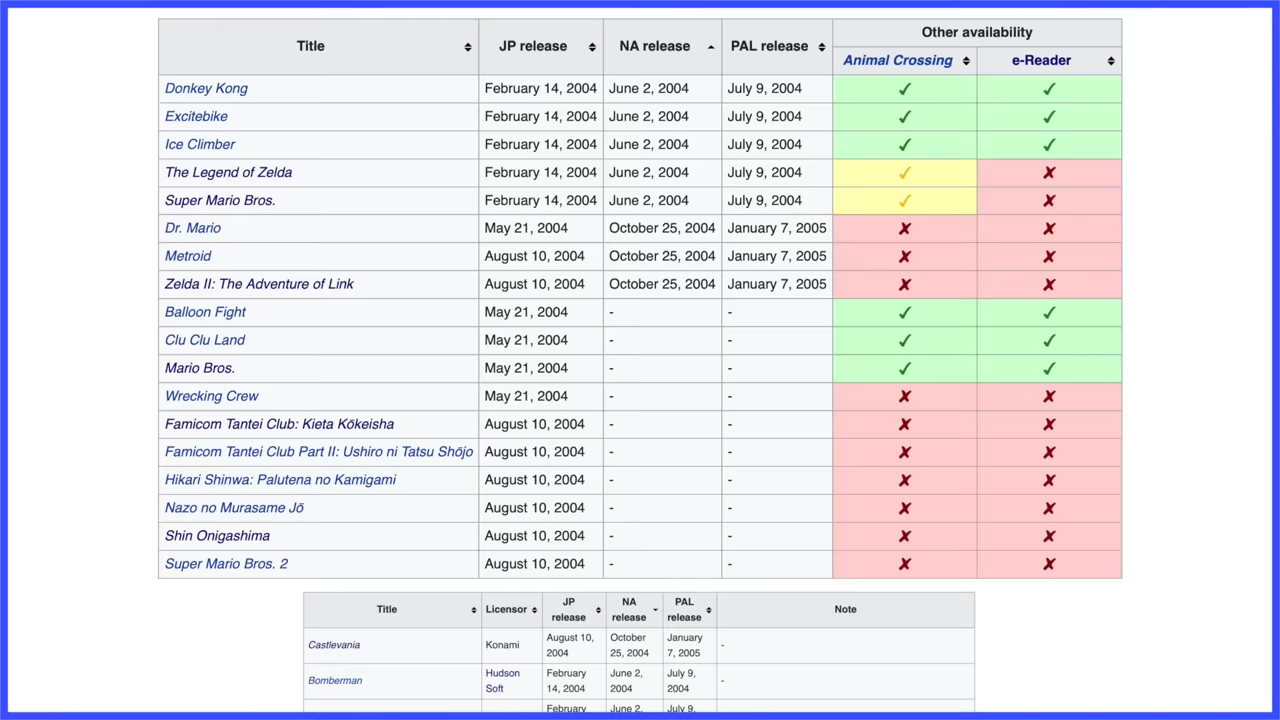 Title JP release NA release PAL release Other availability
Animal Crossing e-Reader
Donkey Kong February 14, 2004 June 2, 2004 July 9, 2004 ✓ ✓
Excitebike February 14, 2004 June 2, 2004 July 9, 2004 ✓ ✓
Ice Climber February 14, 2004 June 2, 2004 July 9, 2004 ✓ ✓
The Legend of Zelda February 14, 2004 June 2, 2004 July 9, 2004 ✓ ✗
Super Mario Bros. February 14, 2004 June 2, 2004 July 9, 2004 ✓ ✗
Dr. Mario May 21, 2004 October 25, 2004 January 7, 2005 ✗ ✗
Metroid August 10, 2004 October 25, 2004 January 7, 2005 ✗ ✗
Zelda II: The Adventure of Link August 10, 2004 October 25, 2004 January 7, 2005 ✗ ✗
Balloon Fight May 21, 2004 - - ✓ ✓
Clu Clu Land May 21, 2004 - - ✓ ✓
Mario Bros. May 21, 2004 - - ✓ ✓
Wrecking Crew May 21, 2004 - - ✗ ✗
Famicom Tantei Club: Kieta Kōkeisha August 10, 2004 - - ✗ ✗
Famicom Tantei Club Part II: Ushiro ni Tatsu Shōjo August 10, 2004 - - ✗ ✗
Hikari Shinwa: Palutena no Kamigami August 10, 2004 - - ✗ ✗
Nazo no Murasame Jō August 10, 2004 - - ✗ ✗
Shin Onigashima August 10, 2004 - - ✗ ✗
Super Mario Bros. 2 August 10, 2004 - - ✗ ✗
Title Licensor JP NA PAL Note
release release release
Castlevania Konami August 10, October January -
2004 25, 2004 7, 2005
Bomberman Hudson February June 2, July 9, -
Soft 14, 2004 2004 2004
February June 2, July 9,